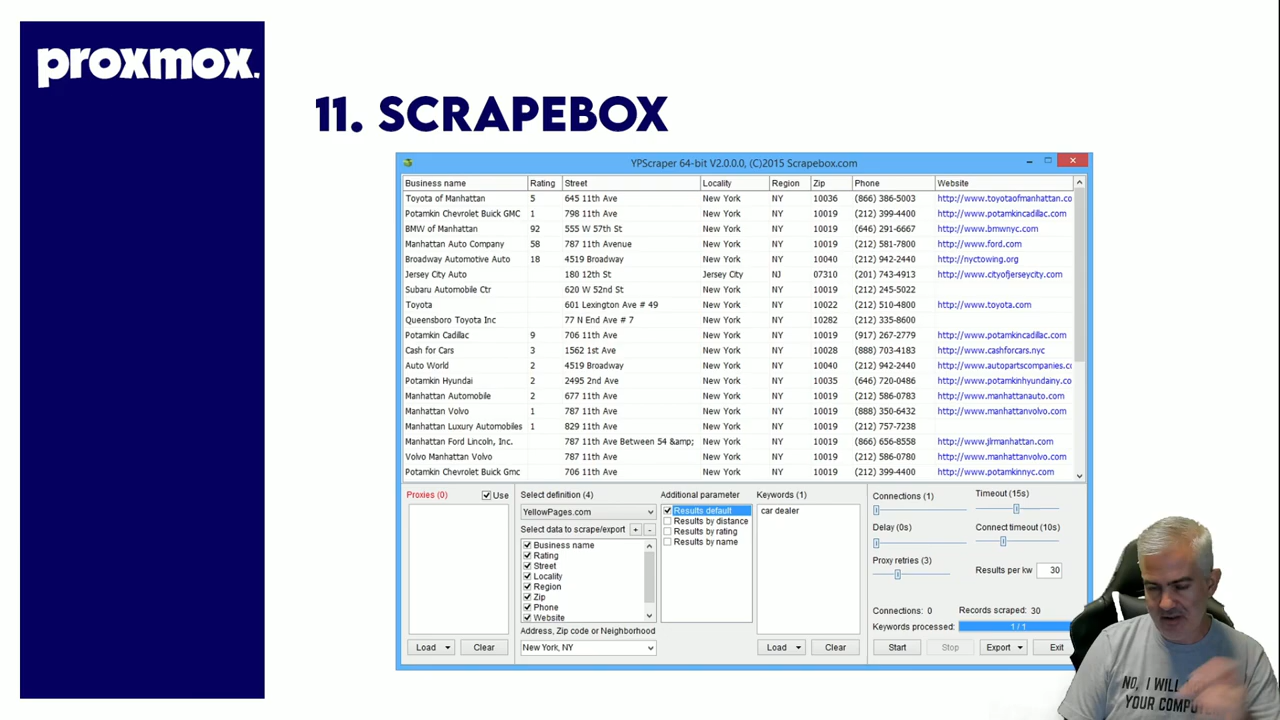 proxmox.
11. SCRAPEBOX
YPScraper 64-bit V2.0.0.0, (C)2015 Scrapebox.com
Business name Rating Street Locality Region Zip Phone Website
Toyota of Manhattan 5 645 11th Ave New York NY 10036 (866) 386-5003 http://www.toyotaofmanhattan.co
Potamkin Chevrolet Buick GMC 1 798 11th Ave New York NY 10019 (212) 399-4400 http://www.potamkincadillac.com
BMW of Manhattan 92 555 W 57th St New York NY 10019 (646) 291-6667 http://www.bmwnyc.com
Manhattan Auto Company 58 787 11th Avenue New York NY 10019 (212) 581-7800 http://www.ford.com
Broadway Automotive Auto 18 4519 Broadway New York NY 10040 (212) 942-2440 http://nyctowing.org
Jersey City Auto 180 12th St Jersey City NJ 07310 (201) 743-4913 http://www.cityofjerseycity.com
Subaru Automobile Ctr 620 W 52nd St New York NY 10019 (212) 245-5022
Toyota 601 Lexington Ave # 49 New York NY 10022 (212) 510-4800 http://www.toyota.com
Queensboro Toyota Inc 77 N End Ave # 7 New York NY 10282 (212) 335-8600
Potamkin Cadillac 9 706 11th Ave New York NY 10019 (917) 267-2779 http://www.potamkincadillac.com
Cash for Cars 3 1562 1st Ave New York NY 10028 (888) 703-4183 http://www.cashforcars.nyc
Auto World 2 4519 Broadway New York NY 10040 (212) 942-2440 http://www.autopartscompanies.c
Potamkin Hyundai 2 2495 2nd Ave New York NY 10035 (646) 720-0486 http://www.potamkinhyundainy.co
Manhattan Automobile 2 677 11th Ave New York NY 10019 (212) 586-0783 http://www.manhattanauto.com
Manhattan Volvo 1 787 11th Ave New York NY 10019 (888) 350-6432 http://www.manhattanvolvo.com
Manhattan Luxury Automobiles 1 829 11th Ave New York NY 10019 (212) 757-7238
Manhattan Ford Lincoln, Inc. 787 11th Ave Between 54 &amp; New York NY 10019 (866) 656-8558 http://www.jlrmanhattan.com
Volvo Manhattan Volvo 787 11th Ave New York NY 10019 (212) 586-0780 http://www.manhattanvolvo.com
Potamkin Chevrolet Buick Gmc 706 11th Ave New York NY 10019 (212) 399-4400 http://www.potamkinnyc.com
Proxies (0) Use Select definition (4) Additional parameter Keywords (1) Connections (1) Timeout (15s)
YellowPages.com Results default car dealer
Select data to scrape/export + - Results by distance Delay (0s) Connect timeout (10s)
Results by rating
Results by name
Business name
Rating
Street
Locality
Region
Zip
Phone
Website
Proxy retries (3) Results per kw 30
Connections: 0 Records scraped: 30
Keywords processed: 1 / 1
Address, Zip code or Neighborhood
Load Clear New York, NY Load Clear Start Stop Export Exit
NO, I WILL
YOUR COMPU